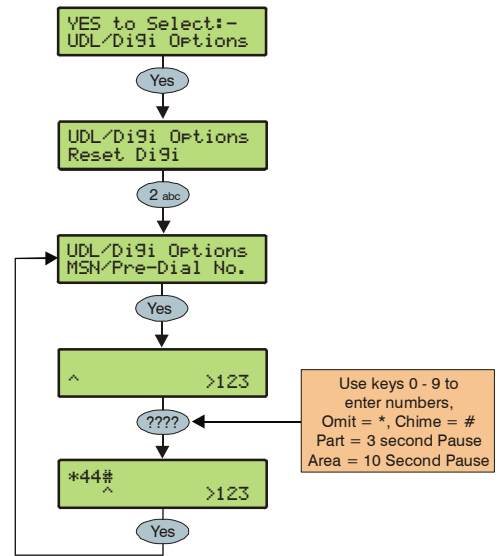 YES to Select:-
UDL/Digi Options
Yes
UDL/Digi Options
Reset Digi
2 abc
UDL/Digi Options
MSN/Pre-Dial No.
Yes
^ >123
????
Use keys 0 - 9 to
enter numbers,
Omit = *, Chime = #
Part = 3 second Pause
Area = 10 Second Pause
*44#
^ >123
Yes